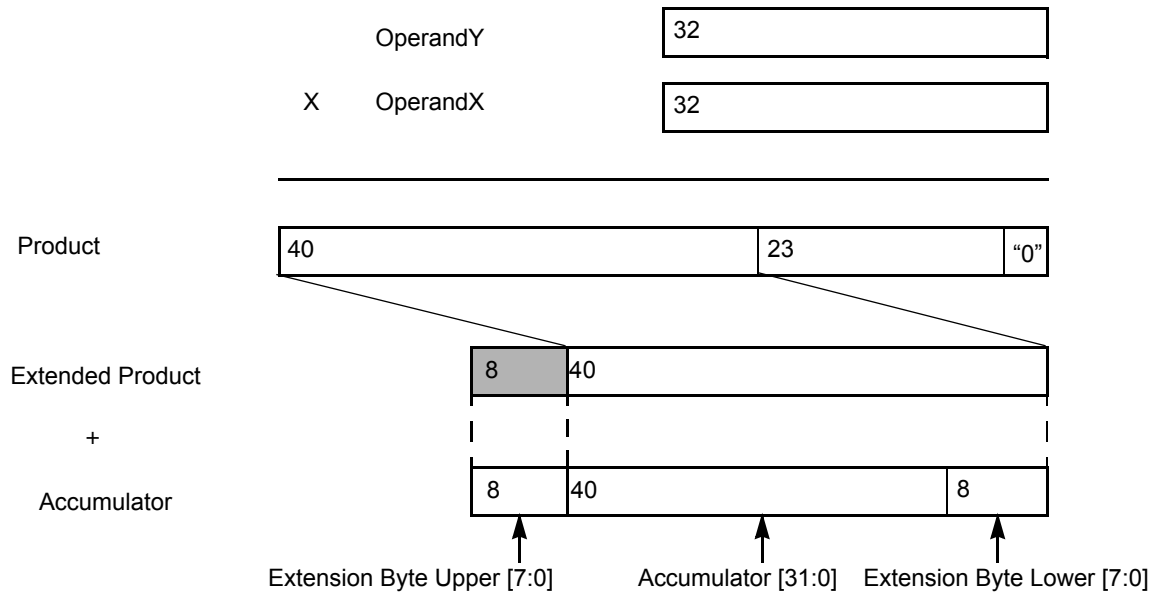 OperandY 32
X OperandX 32
Product 40 23 “0”
Extended Product 8 40
+
Accumulator 8 40 8
Extension Byte Upper [7:0] Accumulator [31:0] Extension Byte Lower [7:0]